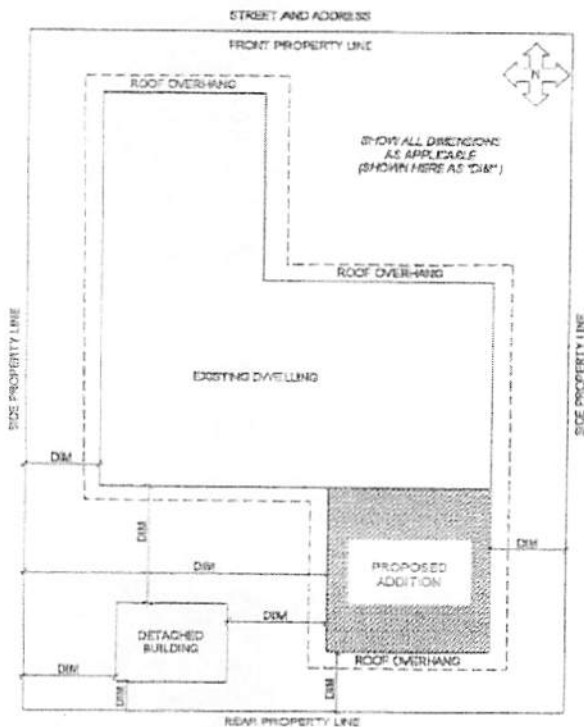 STREET AND ADDRESS
FRONT PROPERTY LINE
ROOF OVERHANG
N
SHOW ALL DIMENSIONS
AS APPLICABLE
(SHOWN HERE AS "DIM")
ROOF OVERHANG
SIDE PROPERTY LINE
SIDE PROPERTY LINE
EXISTING DWELLING
DIM
DIM
DIM
DIM
PROPOSED
ADDITION
DIM
DETACHED
BUILDING
DIM
DIM
DIM
ROOF OVERHANG
REAR PROPERTY LINE